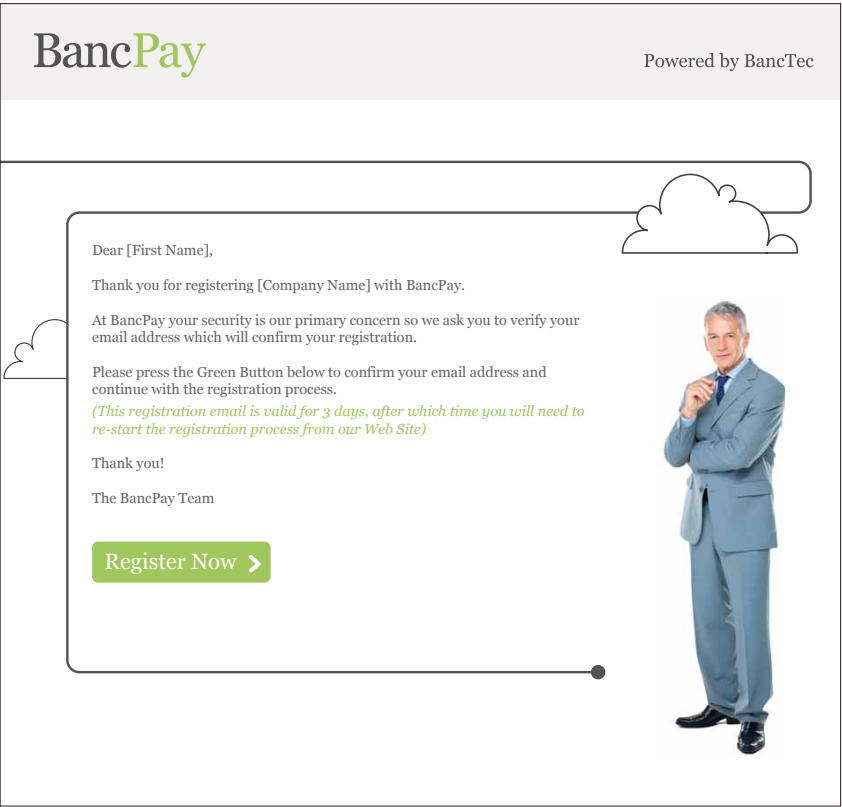 BancPay
Powered by BancTec
Dear [First Name],
Thank you for registering [Company Name] with BancPay.
At BancPay your security is our primary concern so we ask you to verify your
email address which will confirm your registration.
Please press the Green Button below to confirm your email address and
continue with the registration process.
(This registration email is valid for 3 days, after which time you will need to
re-start the registration process from our Web Site)
Thank you!
The BancPay Team
Register Now